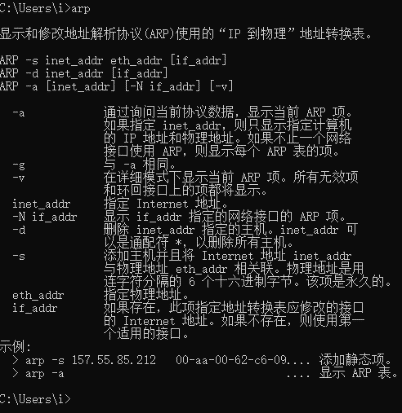 C:\Users\i>arp
显示和修改地址解析协议(ARP)使用的“IP 到物理”地址转换表。
ARP -s inet_addr eth_addr [if_addr]
ARP -d inet_addr [if_addr]
ARP -a [inet_addr] [-N if_addr] [-v]
-a 通过询问当前协议数据，显示当前 ARP 项。
如果指定 inet_addr，则只显示指定计算机
的 IP 地址和物理地址。如果不止一个网络
接口使用 ARP，则显示每个 ARP 表的项。
-g 与 -a 相同。
-v 在详细模式下显示当前 ARP 项。所有无效项
和环回接口上的项都将显示。
inet_addr 指定 Internet 地址。
-N if_addr 显示 if_addr 指定的网络接口的 ARP 项。
-d 删除 inet_addr 指定的主机。inet_addr 可
以是通配符 *，以删除所有主机。
-s 添加主机并且将 Internet 地址 inet_addr
与物理地址 eth_addr 相关联。物理地址是用
连字符分隔的 6 个十六进制字节。该项是永久的。
eth_addr 指定物理地址。
if_addr 如果存在，此项指定地址转换表应修改的接口
的 Internet 地址。如果不存在，则使用第一
个适用的接口。
示例:
> arp -s 157.55.85.212 00-aa-00-62-c6-09.... 添加静态项。
> arp -a .... 显示 ARP 表。
C:\Users\i>